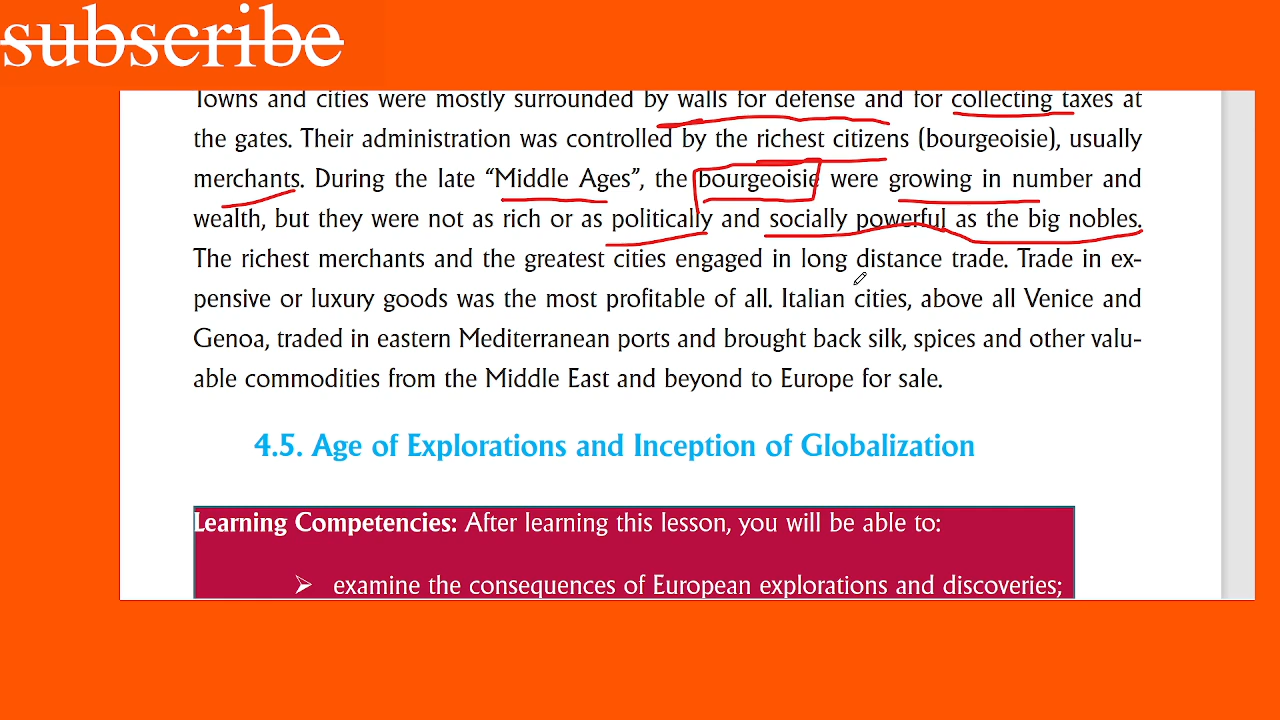 subscribe
Towns and cities were mostly surrounded by walls for defense and for collecting taxes at
the gates. Their administration was controlled by the richest citizens (bourgeoisie), usually
merchants. During the late “Middle Ages”, the bourgeoisie were growing in number and
wealth, but they were not as rich or as politically and socially powerful as the big nobles.
The richest merchants and the greatest cities engaged in long distance trade. Trade in ex-
pensive or luxury goods was the most profitable of all. Italian cities, above all Venice and
Genoa, traded in eastern Mediterranean ports and brought back silk, spices and other valu-
able commodities from the Middle East and beyond to Europe for sale.
4.5. Age of Explorations and Inception of Globalization
Learning Competencies: After learning this lesson, you will be able to:
➢ examine the consequences of European explorations and discoveries;